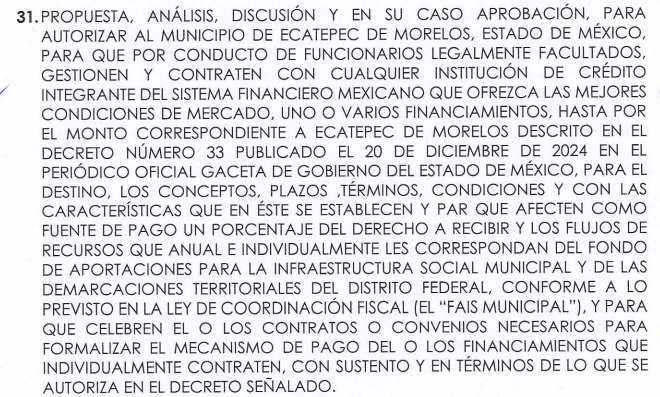 31. PROPUESTA, ANÁLISIS, DISCUSIÓN Y EN SU CASO APROBACIÓN, PARA
AUTORIZAR AL MUNICIPIO DE ECATEPEC DE MORELOS, ESTADO DE MÉXICO,
PARA QUE POR CONDUCTO DE FUNCIONARIOS LEGALMENTE FACULTADOS,
GESTIONEN Y CONTRATEN CON CUALQUIER INSTITUCIÓN DE CRÉDITO
INTEGRANTE DEL SISTEMA FINANCIERO MEXICANO QUE OFREZCA LAS MEJORES
CONDICIONES DE MERCADO, UNO O VARIOS FINANCIAMIENTOS, HASTA POR
EL MONTO CORRESPONDIENTE A ECATEPEC DE MORELOS DESCRITO EN EL
DECRETO NÚMERO 33 PUBLICADO EL 20 DE DICIEMBRE DE 2024 EN EL
PERIÓDICO OFICIAL GACETA DE GOBIERNO DEL ESTADO DE MÉXICO, PARA EL
DESTINO, LOS CONCEPTOS, PLAZOS ,TÉRMINOS, CONDICIONES Y CON LAS
CARACTERÍSTICAS QUE EN ÉSTE SE ESTABLECEN Y PAR QUE AFECTEN COMO
FUENTE DE PAGO UN PORCENTAJE DEL DERECHO A RECIBIR Y LOS FLUJOS DE
RECURSOS QUE ANUAL E INDIVIDUALMENTE LES CORRESPONDAN DEL FONDO
DE APORTACIONES PARA LA INFRAESTRUCTURA SOCIAL MUNICIPAL Y DE LAS
DEMARCACIONES TERRITORIALES DEL DISTRITO FEDERAL, CONFORME A LO
PREVISTO EN LA LEY DE COORDINACIÓN FISCAL (EL "FAIS MUNICIPAL"), Y PARA
QUE CELEBREN EL O LOS CONTRATOS O CONVENIOS NECESARIOS PARA
FORMALIZAR EL MECANISMO DE PAGO DEL O LOS FINANCIAMIENTOS QUE
INDIVIDUALMENTE CONTRATEN, CON SUSTENTO Y EN TÉRMINOS DE LO QUE SE
AUTORIZA EN EL DECRETO SEÑALADO.